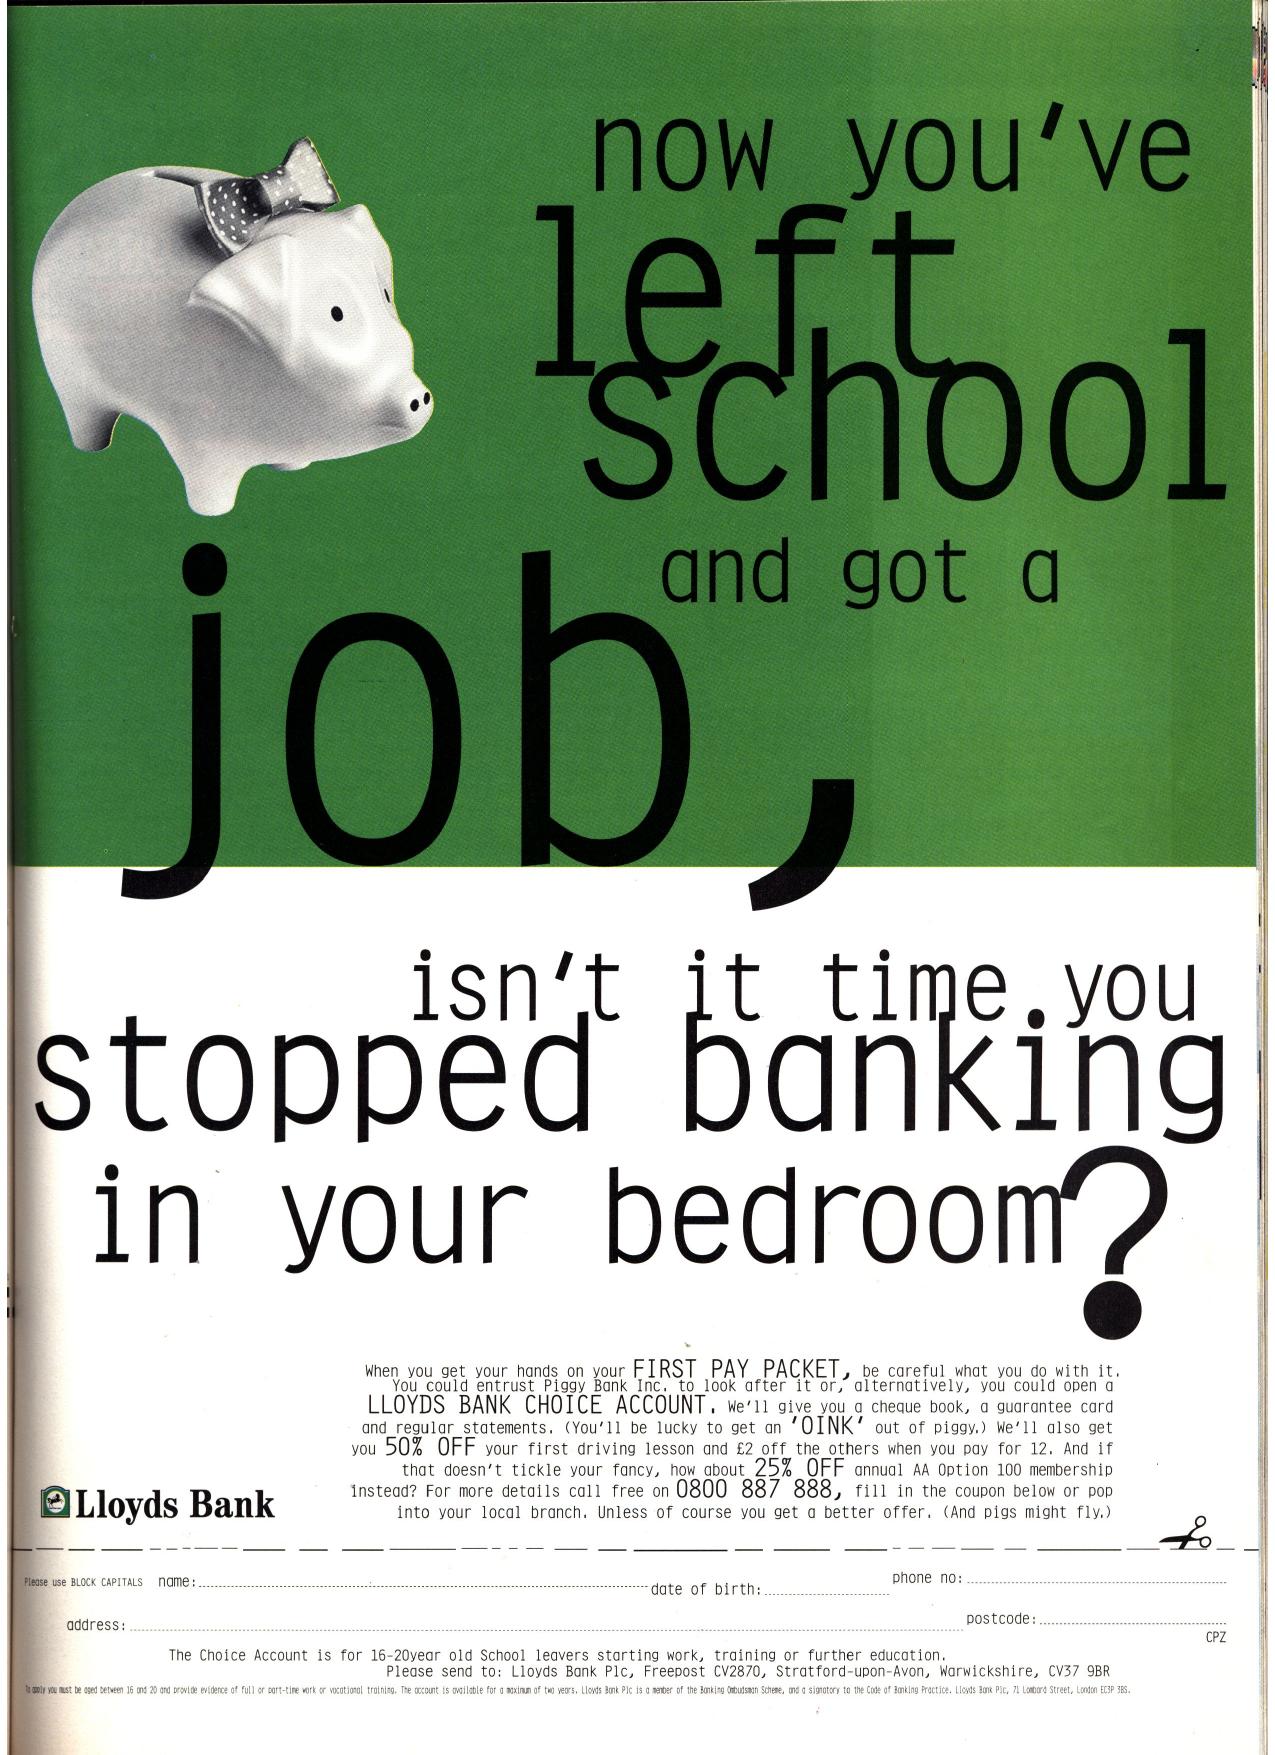 now you've
left
school
and got a
job,
isn't it time you
stopped banking
in your bedroom?
When you get your hands on your FIRST PAY PACKET, be careful what you do with it.
You could entrust Piggy Bank Inc. to look after it or, alternatively, you could open a
LLOYDS BANK CHOICE ACCOUNT. We'll give you a cheque book, a guarantee card
and regular statements. (You'll be lucky to get an 'OINK' out of piggy.) We'll also get
you 50% OFF your first driving lesson and £2 off the others when you pay for 12. And if
that doesn't tickle your fancy, how about 25% OFF annual AA Option 100 membership
instead? For more details call free on 0800 887 888, fill in the coupon below or pop
into your local branch. Unless of course you get a better offer. (And pigs might fly.)
Lloyds Bank
Please use BLOCK CAPITALS name: date of birth: phone no:
address: postcode:
CPZ
The Choice Account is for 16-20year old School leavers starting work, training or further education.
Please send to: Lloyds Bank Plc, Freepost CV2870, Stratford-upon-Avon, Warwickshire, CV37 9BR
To apply you must be aged between 16 and 20 and provide evidence of full or part-time work or vocational training. The account is available for a maximum of two years. Lloyds Bank Plc is a member of the Banking Ombudsman Scheme, and a signatory to the Code of Banking Practice. Lloyds Bank Plc, 71 Lombard Street, London EC3P 3BS.